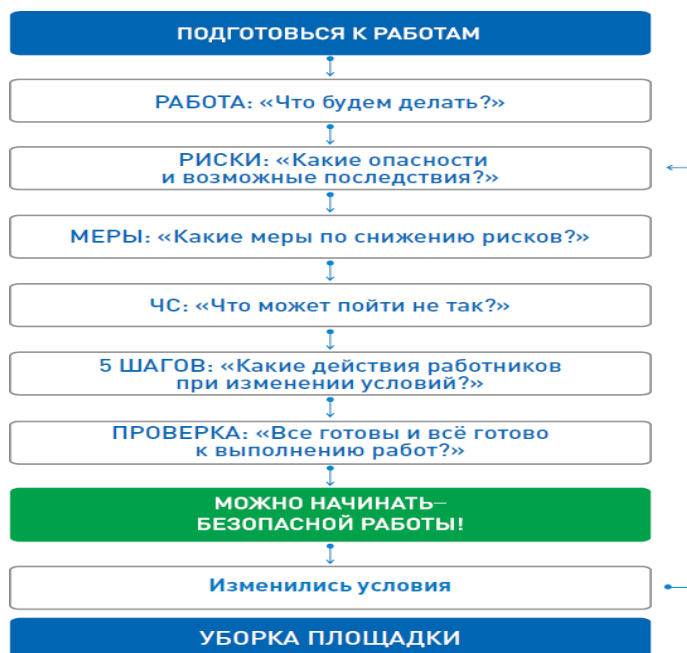 ПОДГОТОВЬСЯ К РАБОТАМ
РАБОТА: «Что будем делать?»
РИСКИ: «Какие опасности
и возможные последствия?»
МЕРЫ: «Какие меры по снижению рисков?»
ЧС: «Что может пойти не так?»
5 ШАГОВ: «Какие действия работников
при изменении условий?»
ПРОВЕРКА: «Все готовы и всё готово
к выполнению работ?»
МОЖНО НАЧИНАТЬ–
БЕЗОПАСНОЙ РАБОТЫ!
Изменились условия
УБОРКА ПЛОЩАДКИ